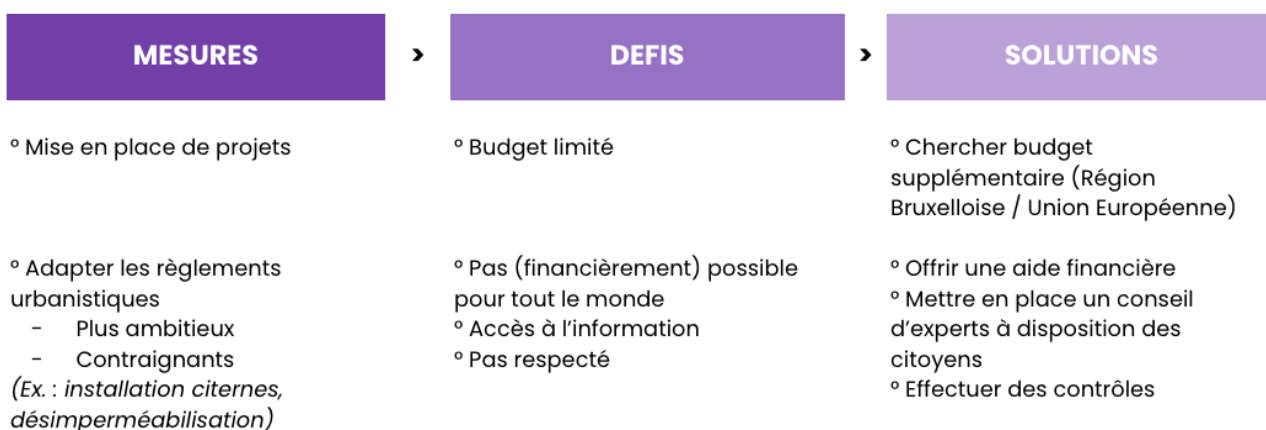 MESURES
›
DEFIS
›
SOLUTIONS
° Mise en place de projets
° Budget limité
° Chercher budget
supplémentaire (Région
Bruxelloise / Union Européenne)
° Adapter les règlements
urbanistiques
- Plus ambitieux
- Contraignants
(Ex. : installation citernes,
désimperméabilisation)
° Pas (financièrement) possible
pour tout le monde
° Accès à l’information
° Pas respecté
° Offrir une aide financière
° Mettre en place un conseil
d’experts à disposition des
citoyens
° Effectuer des contrôles